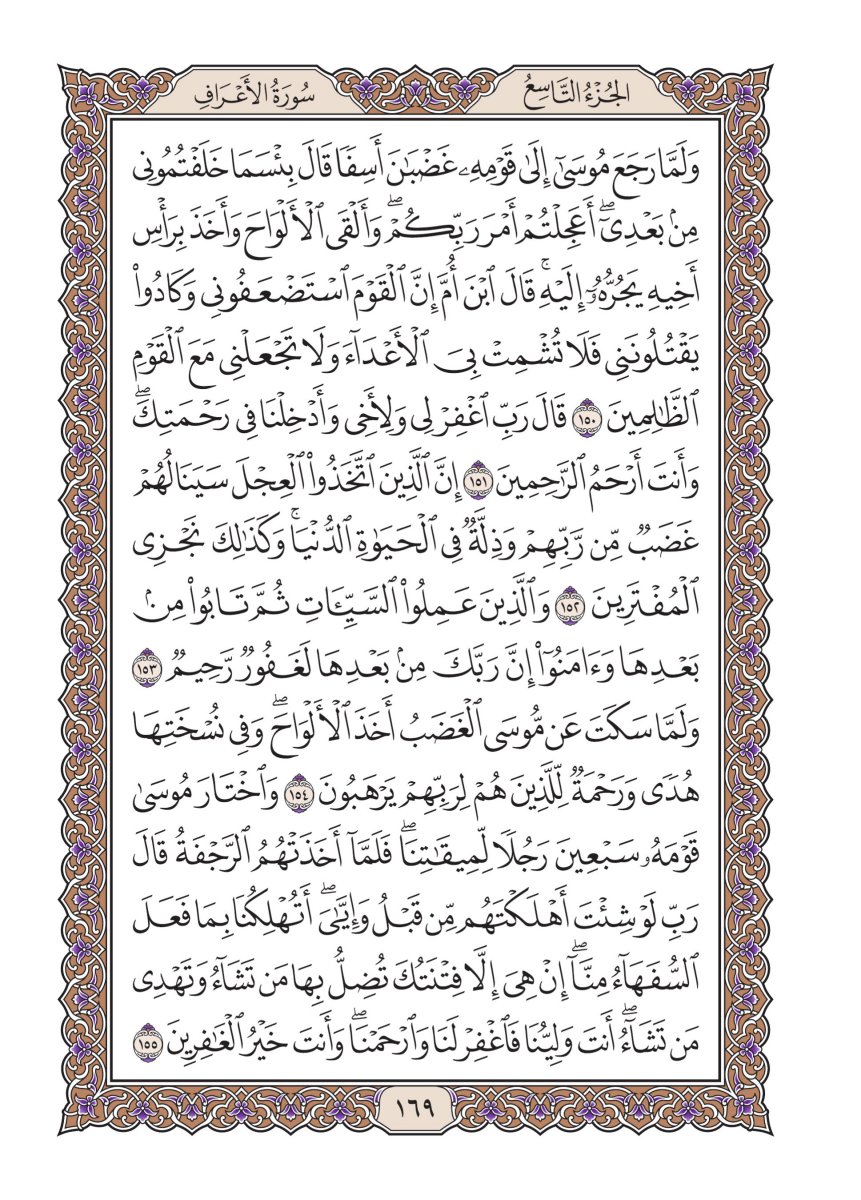 الجُزْءُ التَّاسِعُ
سُورَةُ الأَعْرَافِ
وَلَمَّا رَجَعَ مُوسَىٰٓ إِلَىٰ قَوْمِهِۦ غَضْبَٰنَ أَسِفٗا قَالَ بِئۡسَمَا خَلَفۡتُمُونِي
مِنۢ بَعۡدِيٓۖ أَعَجِلۡتُمۡ أَمۡرَ رَبِّكُمۡۖ وَأَلۡقَى ٱلۡأَلۡوَاحَ وَأَخَذَ بِرَأۡسِ
أَخِيهِ يَجُرُّهُۥٓ إِلَيۡهِۚ قَالَ ٱبۡنَ أُمَّ إِنَّ ٱلۡقَوۡمَ ٱسۡتَضۡعَفُونِي وَكَادُواْ
يَقۡتُلُونَنِي فَلَا تُشۡمِتۡ بِيَ ٱلۡأَعۡدَآءَ وَلَا تَجۡعَلۡنِي مَعَ ٱلۡقَوۡمِ
ٱلظَّٰلِمِينَ ١٥٠ قَالَ رَبِّ ٱغۡفِرۡ لِي وَلِأَخِي وَأَدۡخِلۡنَا فِي رَحۡمَتِكَۖ
وَأَنتَ أَرۡحَمُ ٱلرَّٰحِمِينَ ١٥١ إِنَّ ٱلَّذِينَ ٱتَّخَذُواْ ٱلۡعِجۡلَ سَيَنَالُهُمۡ
غَضَبٞ مِّن رَّبِّهِمۡ وَذِلَّةٞ فِي ٱلۡحَيَوٰةِ ٱلدُّنۡيَاۚ وَكَذَٰلِكَ نَجۡزِي
ٱلۡمُفۡتَرِينَ ١٥٢ وَٱلَّذِينَ عَمِلُواْ ٱلسَّيِّـَٔاتِ ثُمَّ تَابُواْ مِنۢ
بَعۡدِهَا وَءَامَنُوٓاْ إِنَّ رَبَّكَ مِنۢ بَعۡدِهَا لَغَفُورٞ رَّحِيمٞ ١٥٣
وَلَمَّا سَكَتَ عَن مُّوسَى ٱلۡغَضَبُ أَخَذَ ٱلۡأَلۡوَاحَۖ وَفِي نُسۡخَتِهَا
هُدٗى وَرَحۡمَةٞ لِّلَّذِينَ هُمۡ لِرَبِّهِمۡ يَرۡهَبُونَ ١٥٤ وَٱخۡتَارَ مُوسَىٰ
قَوۡمَهُۥ سَبۡعِينَ رَجُلٗا لِّمِيقَٰتِنَاۖ فَلَمَّآ أَخَذَتۡهُمُ ٱلرَّجۡفَةُ قَالَ
رَبِّ لَوۡ شِئۡتَ أَهۡلَكۡتَهُم مِّن قَبۡلُ وَإِيَّٰيَۖ أَتُهۡلِكُنَا بِمَا فَعَلَ
ٱلسُّفَهَآءُ مِنَّآۖ إِنۡ هِيَ إِلَّا فِتۡنَتُكَ تُضِلُّ بِهَا مَن تَشَآءُ وَتَهۡدِي
مَن تَشَآءُۖ أَنتَ وَلِيُّنَا فَٱغۡفِرۡ لَنَا وَٱرۡحَمۡنَاۖ وَأَنتَ خَيۡرُ ٱلۡغَٰفِرِينَ ١٥٥
١٦٩